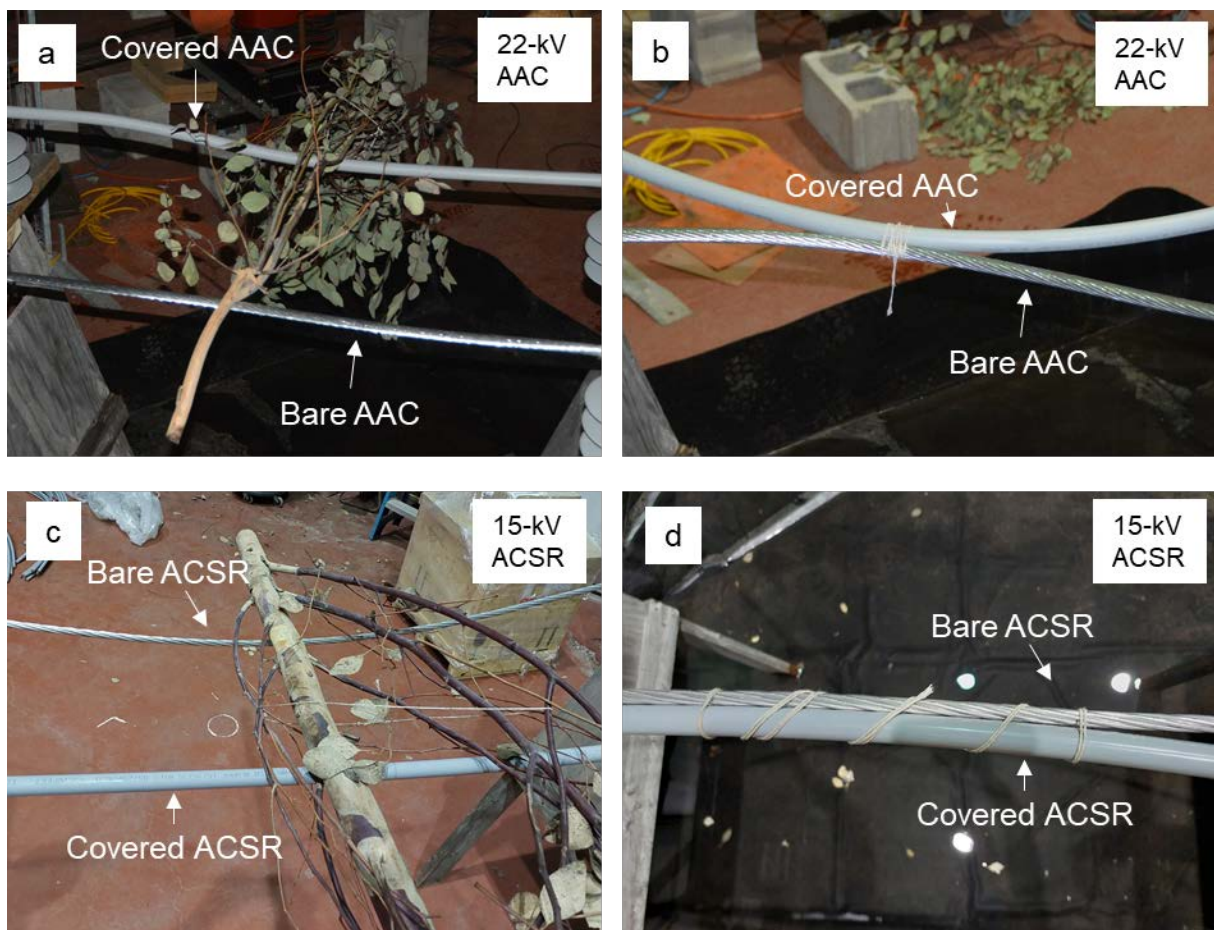 a
Covered AAC
22-kV
AAC
Bare AAC
b
22-kV
AAC
Covered AAC
Bare AAC
c
15-kV
ACSR
Bare ACSR
Covered ACSR
d
15-kV
ACSR
Bare ACSR
Covered ACSR